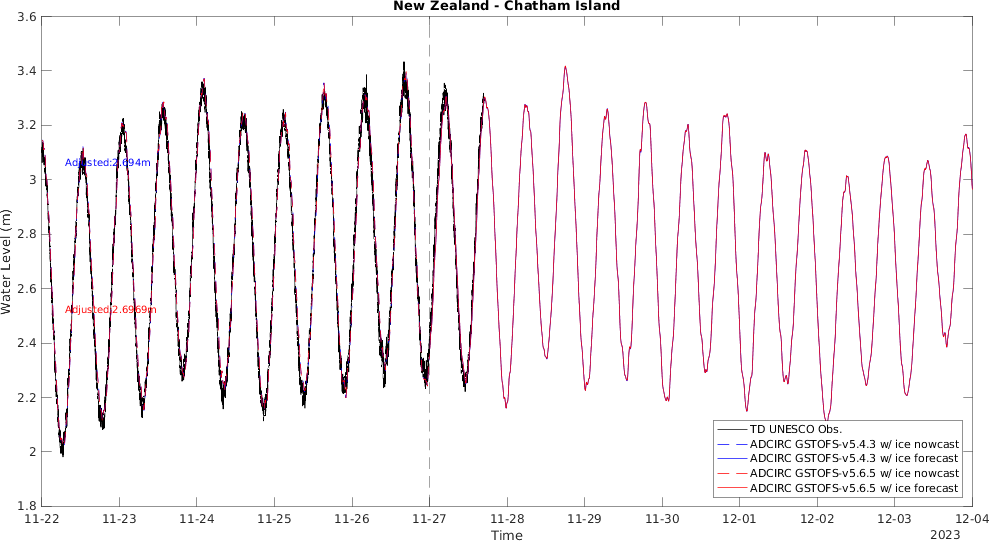 New Zealand - Chatham Island
3.6
3.4
3.2
3
2.8
2.6
2.4
2.2
2
1.8
Water Level (m)
Adjusted:2.694m
Adjusted:2.6969m
TD UNESCO Obs.
ADCIRC GSTOFS-v5.4.3 w/ ice nowcast
ADCIRC GSTOFS-v5.4.3 w/ ice forecast
ADCIRC GSTOFS-v5.6.5 w/ ice nowcast
ADCIRC GSTOFS-v5.6.5 w/ ice forecast
11-22 11-23 11-24 11-25 11-26 11-27 11-28 11-29 11-30 12-01 12-02 12-03 12-04
Time
2023